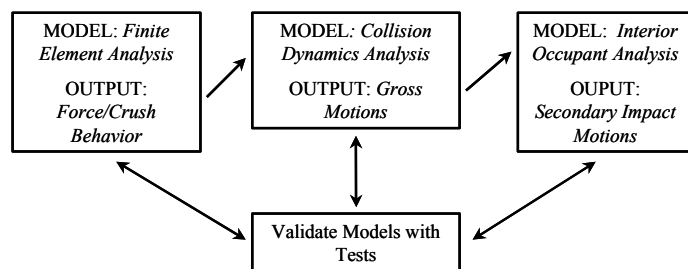 MODEL: Finite
Element Analysis
OUTPUT:
Force/Crush
Behavior
MODEL: Collision
Dynamics Analysis
OUTPUT: Gross
Motions
MODEL: Interior
Occupant Analysis
OUPUT:
Secondary Impact
Motions
Validate Models with
Tests